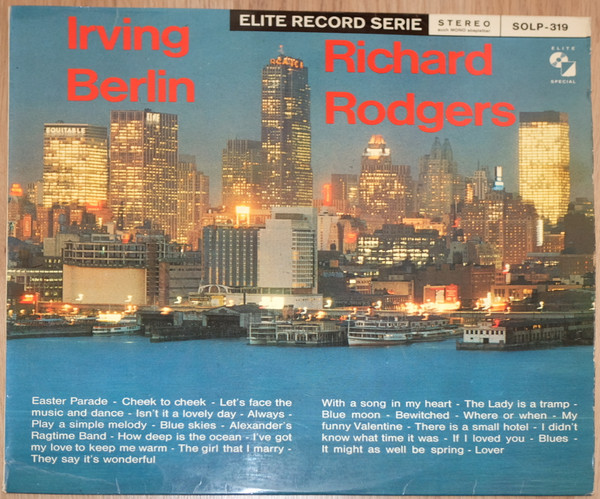 ELITE RECORD SERIE
STEREO
auch MONO abspielbar
SOLP-319
ELITE
SPECIAL
Irving
Berlin
Richard
Rodgers
EQUITABLE
Easter Parade - Cheek to cheek - Let's face the
music and dance - Isn't it a lovely day - Always -
Play a simple melody - Blue skies - Alexander's
Ragtime Band - How deep is the ocean - I've got
my love to keep me warm - The girl that I marry -
They say it's wonderful
With a song in my heart - The Lady is a tramp -
Blue moon - Bewitched - Where or when - My
funny Valentine - There is a small hotel - I didn't
know what time it was - If I loved you - Blues -
It might as well be spring - Lover